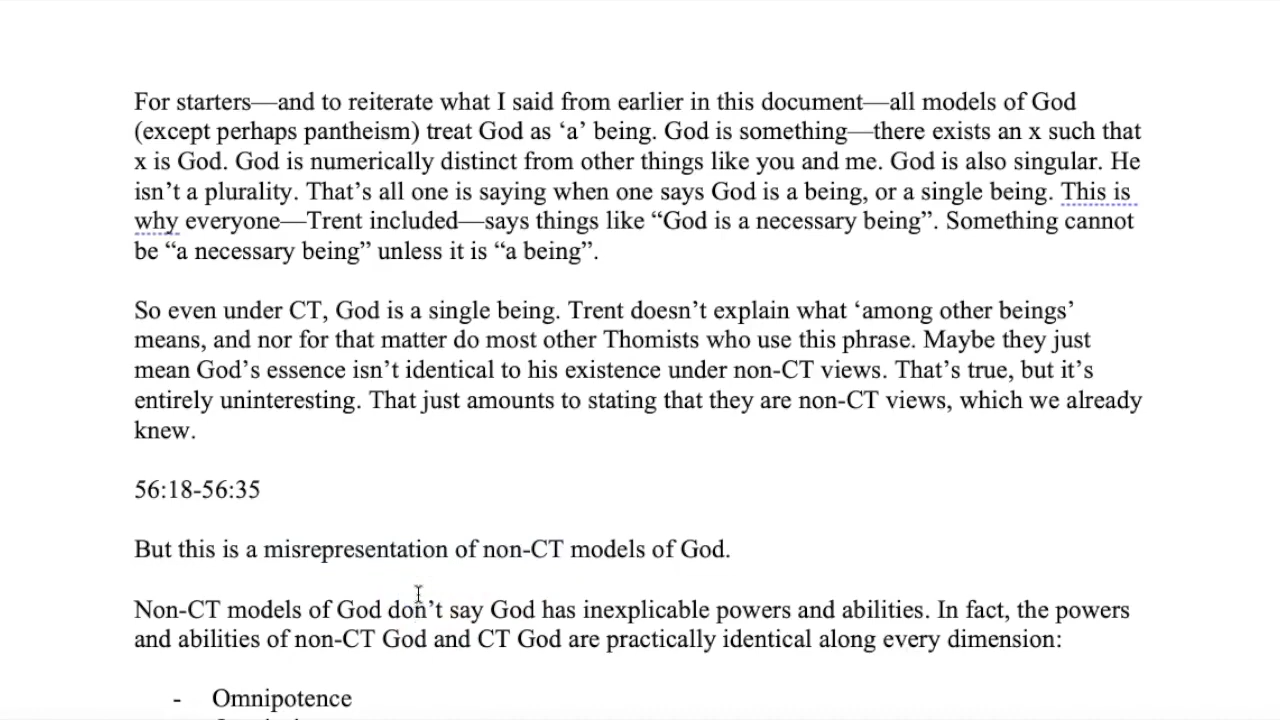 For starters—and to reiterate what I said from earlier in this document—all models of God
(except perhaps pantheism) treat God as ‘a’ being. God is something—there exists an x such that
x is God. God is numerically distinct from other things like you and me. God is also singular. He
isn’t a plurality. That’s all one is saying when one says God is a being, or a single being. This is
why everyone—Trent included—says things like “God is a necessary being”. Something cannot
be “a necessary being” unless it is “a being”.
So even under CT, God is a single being. Trent doesn’t explain what ‘among other beings’
means, and nor for that matter do most other Thomists who use this phrase. Maybe they just
mean God’s essence isn’t identical to his existence under non-CT views. That’s true, but it’s
entirely uninteresting. That just amounts to stating that they are non-CT views, which we already
knew.
56:18-56:35
But this is a misrepresentation of non-CT models of God.
Non-CT models of God don’t say God has inexplicable powers and abilities. In fact, the powers
and abilities of non-CT God and CT God are practically identical along every dimension:
- Omnipotence